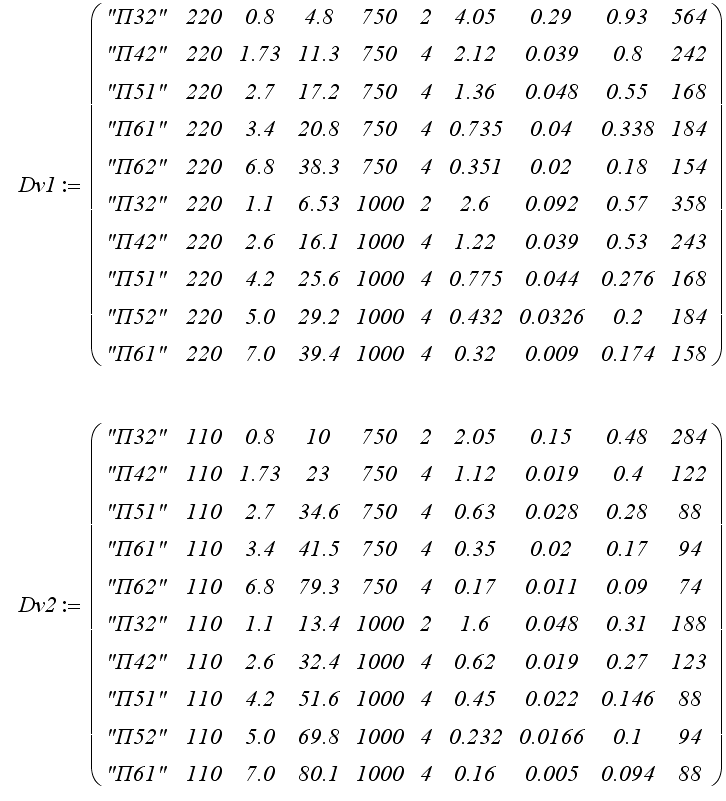 "П32" 220 0.8 4.8 750 2 4.05 0.29 0.93 564
"П42" 220 1.73 11.3 750 4 2.12 0.039 0.8 242
"П51" 220 2.7 17.2 750 4 1.36 0.048 0.55 168
"П61" 220 3.4 20.8 750 4 0.735 0.04 0.338 184
"П62" 220 6.8 38.3 750 4 0.351 0.02 0.18 154
Dv1 :=
"П32" 220 1.1 6.53 1000 2 2.6 0.092 0.57 358
"П42" 220 2.6 16.1 1000 4 1.22 0.039 0.53 243
"П51" 220 4.2 25.6 1000 4 0.775 0.044 0.276 168
"П52" 220 5.0 29.2 1000 4 0.432 0.0326 0.2 184
"П61" 220 7.0 39.4 1000 4 0.32 0.009 0.174 158
"П32" 110 0.8 10 750 2 2.05 0.15 0.48 284
"П42" 110 1.73 23 750 4 1.12 0.019 0.4 122
"П51" 110 2.7 34.6 750 4 0.63 0.028 0.28 88
"П61" 110 3.4 41.5 750 4 0.35 0.02 0.17 94
"П62" 110 6.8 79.3 750 4 0.17 0.011 0.09 74
Dv2 :=
"П32" 110 1.1 13.4 1000 2 1.6 0.048 0.31 188
"П42" 110 2.6 32.4 1000 4 0.62 0.019 0.27 123
"П51" 110 4.2 51.6 1000 4 0.45 0.022 0.146 88
"П52" 110 5.0 69.8 1000 4 0.232 0.0166 0.1 94
"П61" 110 7.0 80.1 1000 4 0.16 0.005 0.094 88